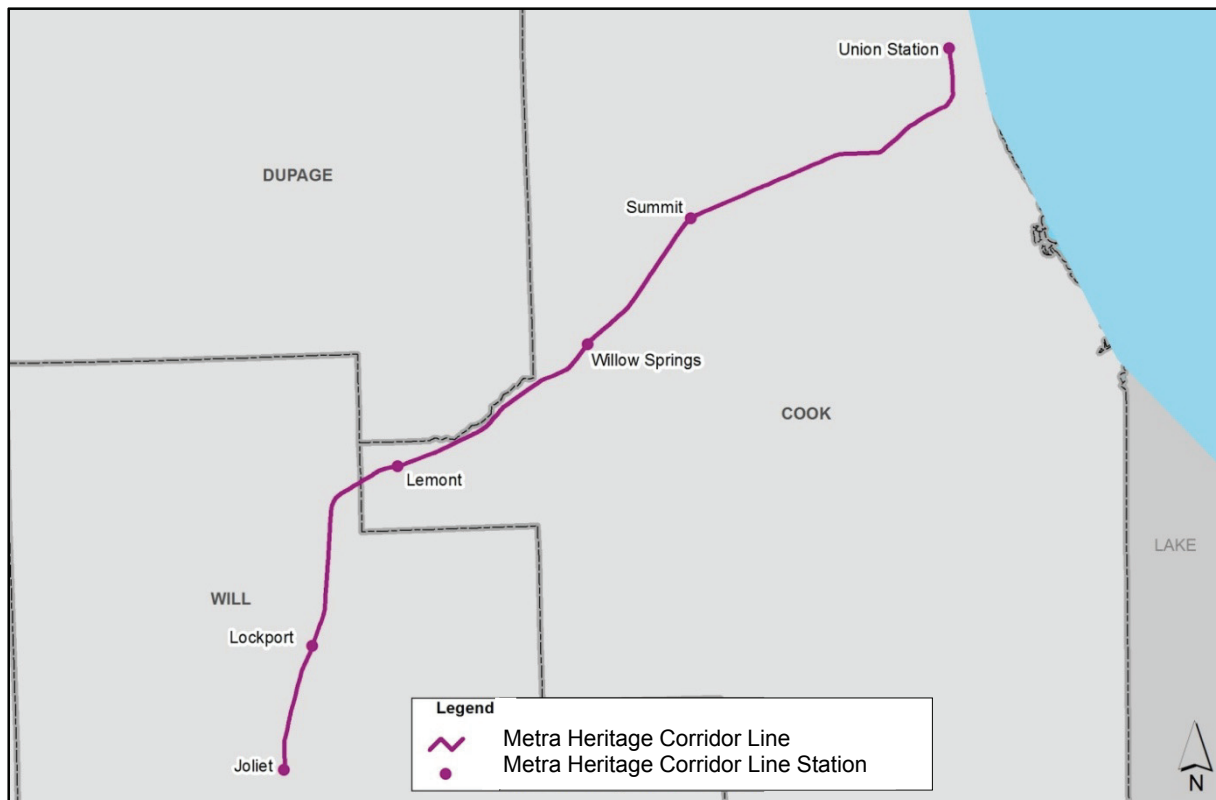 Union Station
DUPAGE
Summit
Willow Springs
COOK
Lemont
LAKE
WILL
Lockport
Legend
Metra Heritage Corridor Line
Metra Heritage Corridor Line Station
Joliet
N